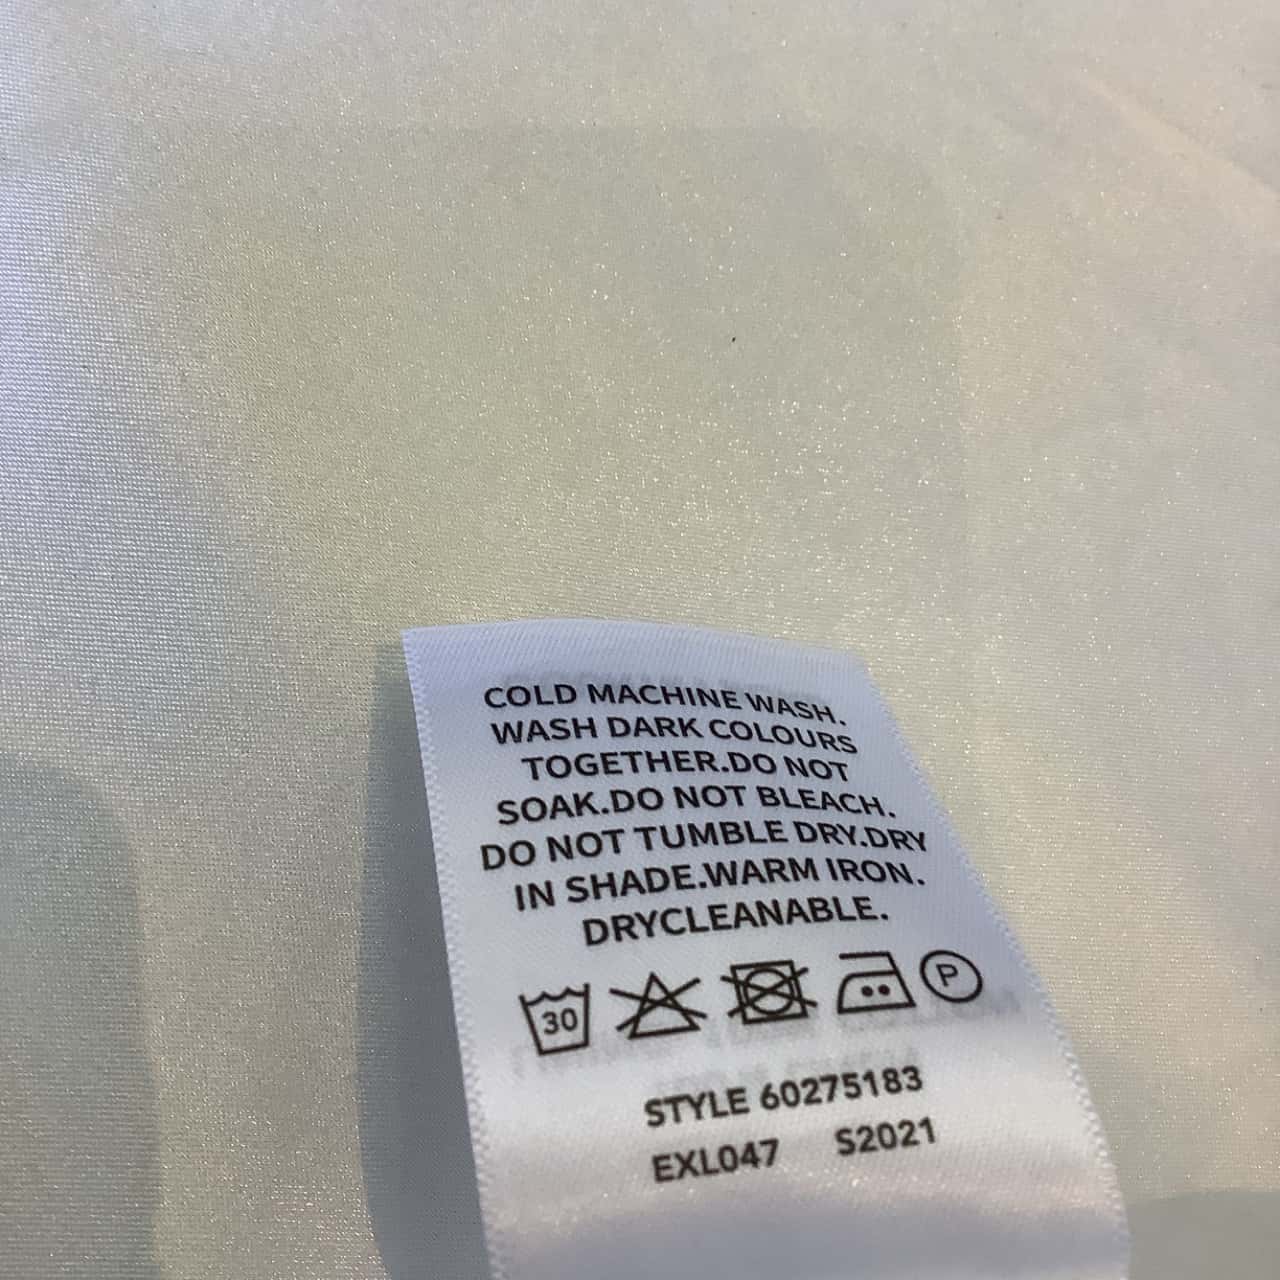 COLD MACHINE WASH.
WASH DARK COLOURS
TOGETHER.DO NOT
SOAK.DO NOT BLEACH.
DO NOT TUMBLE DRY.DRY
IN SHADE.WARM IRON.
DRYCLEANABLE.
30 P
STYLE 60275183
EXL047 S2021